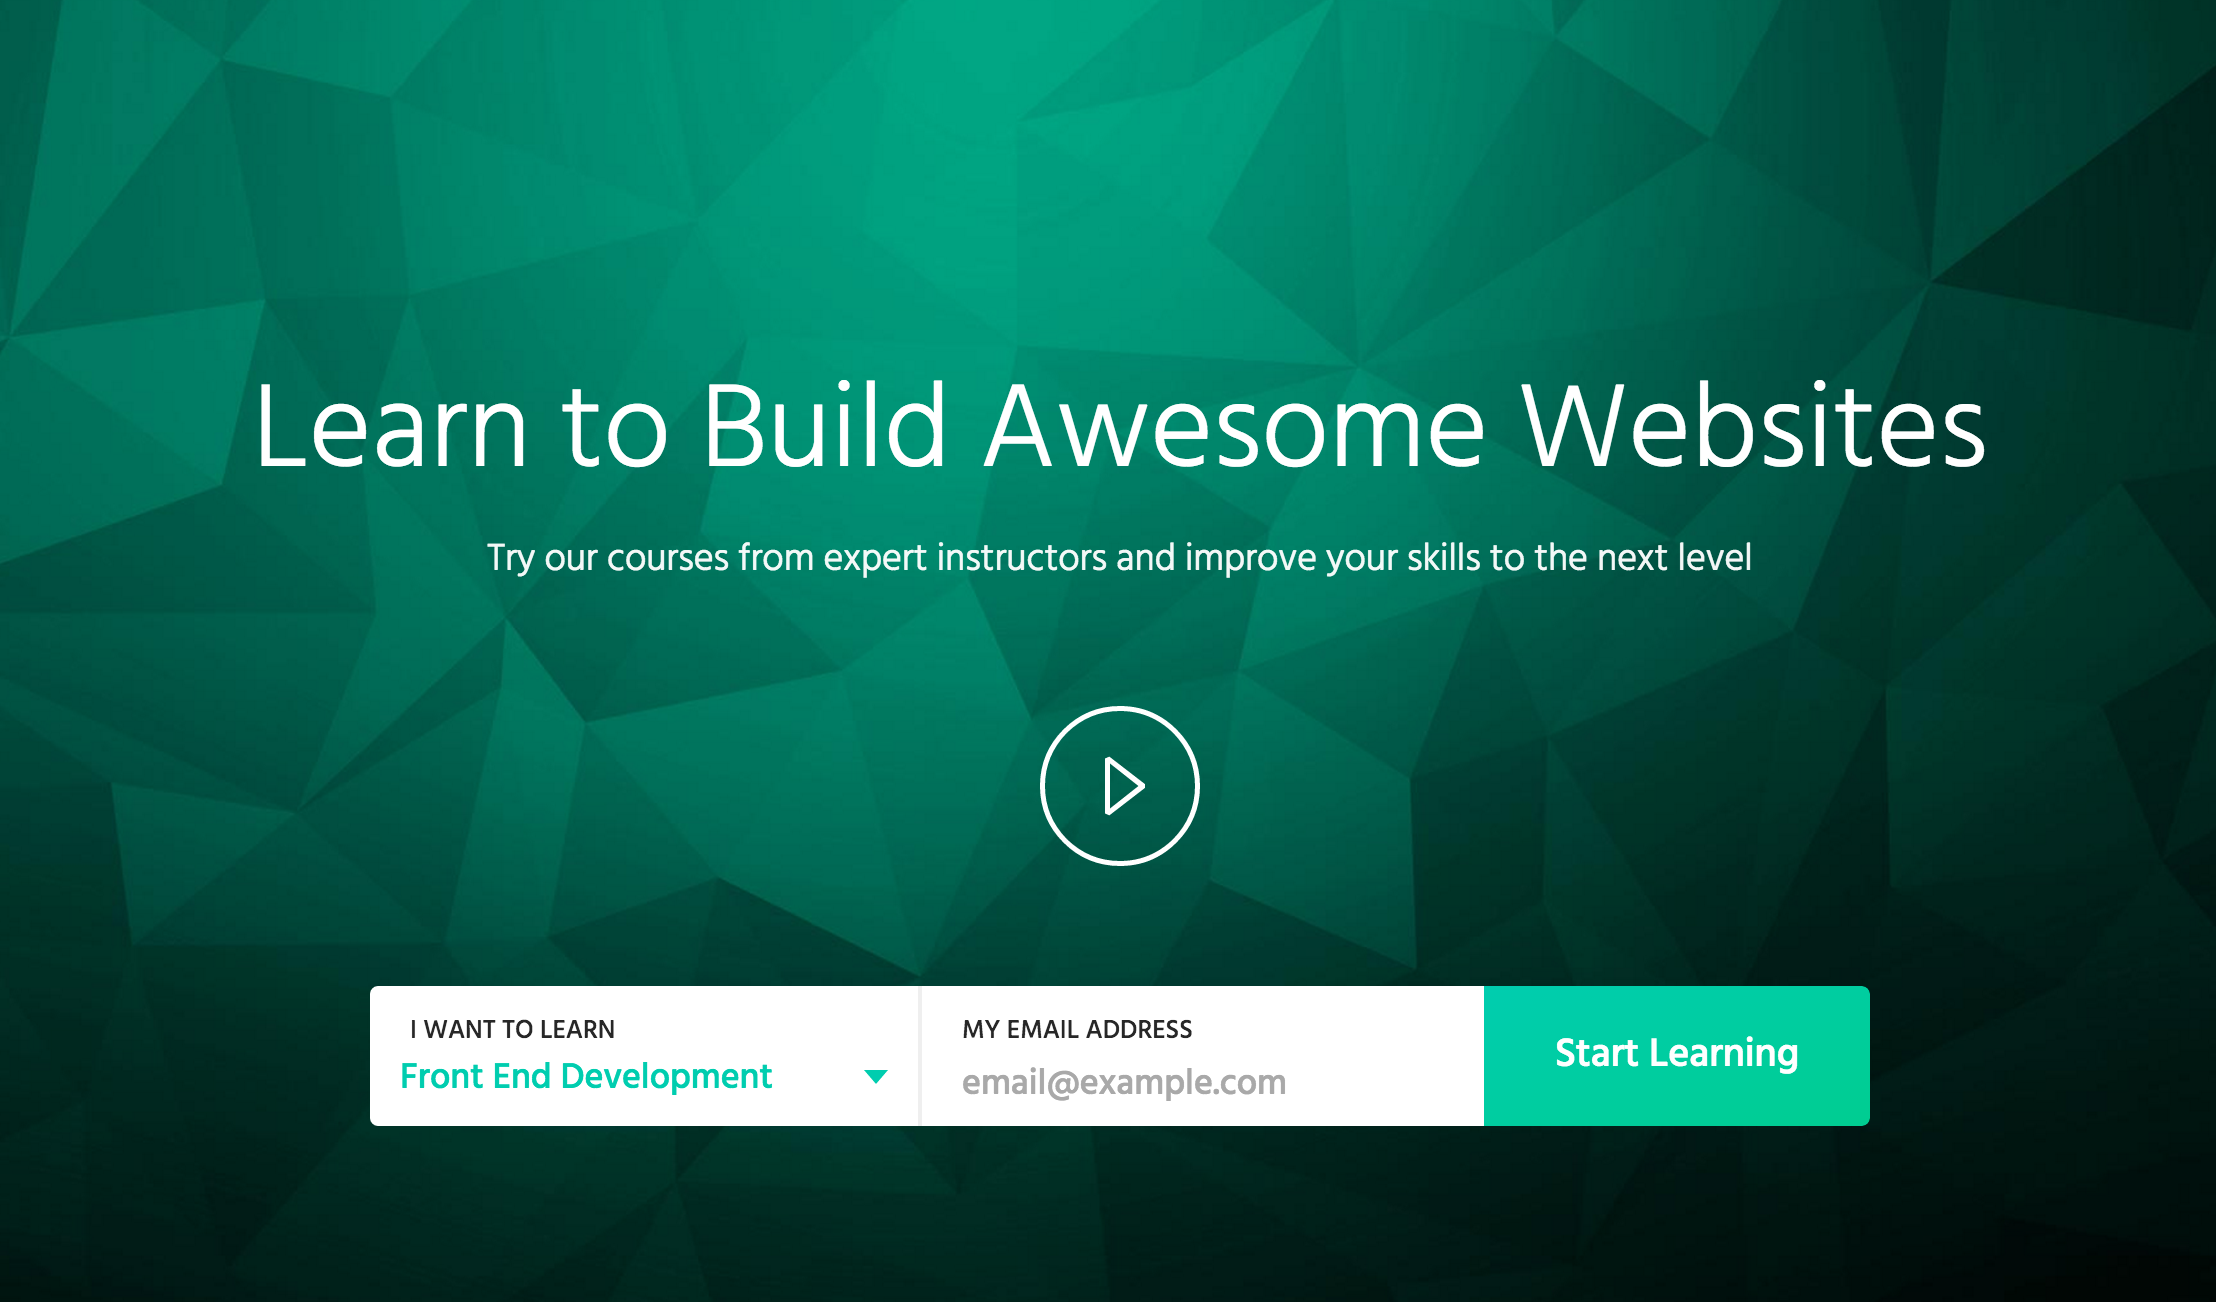 Learn to Build Awesome Websites
Try our courses from expert instructors and improve your skills to the next level
I WANT TO LEARN
Front End Development
MY EMAIL ADDRESS
email@example.com
Start Learning